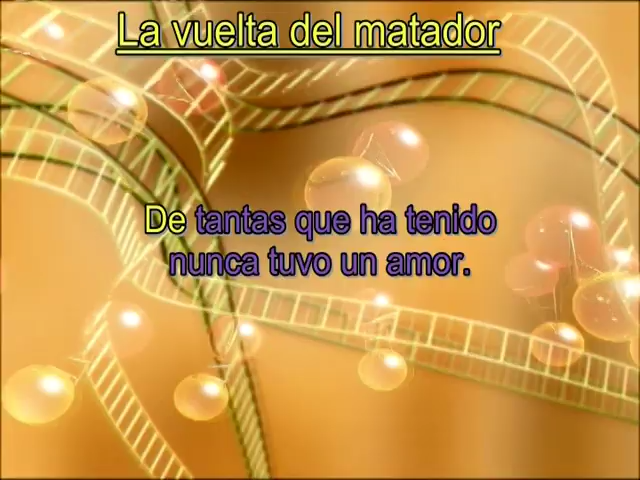 La vuelta del matador
De tantas que ha tenido
nunca tuvo un amor.